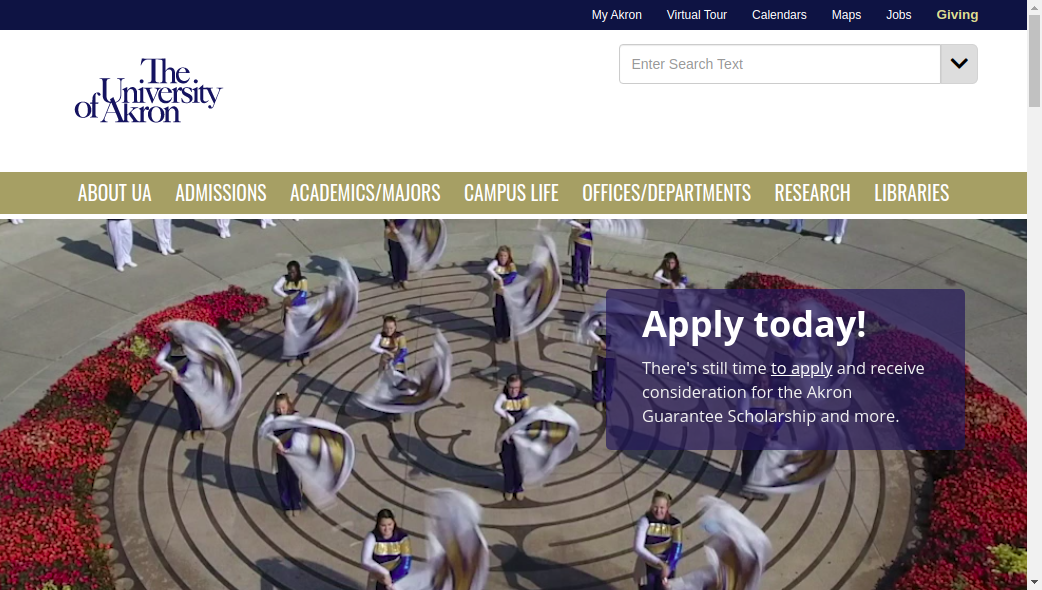 My Akron Virtual Tour Calendars Maps Jobs Giving
Enter Search Text
The
University
of Akron
ABOUT UA ADMISSIONS ACADEMICS/MAJORS CAMPUS LIFE OFFICES/DEPARTMENTS RESEARCH LIBRARIES
Apply today!
There's still time to apply and receive
consideration for the Akron
Guarantee Scholarship and more.